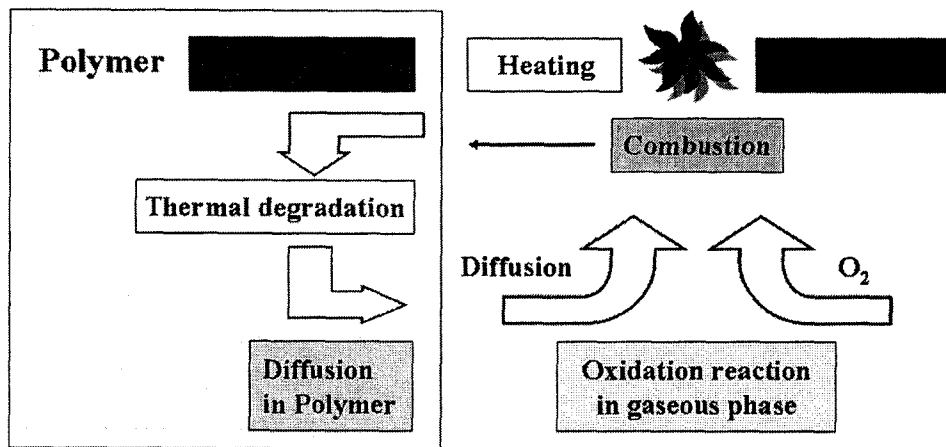 Polymer
Heating
Combustion
Thermal degradation
Diffusion
O₂
Diffusion
in Polymer
Oxidation reaction
in gaseous phase